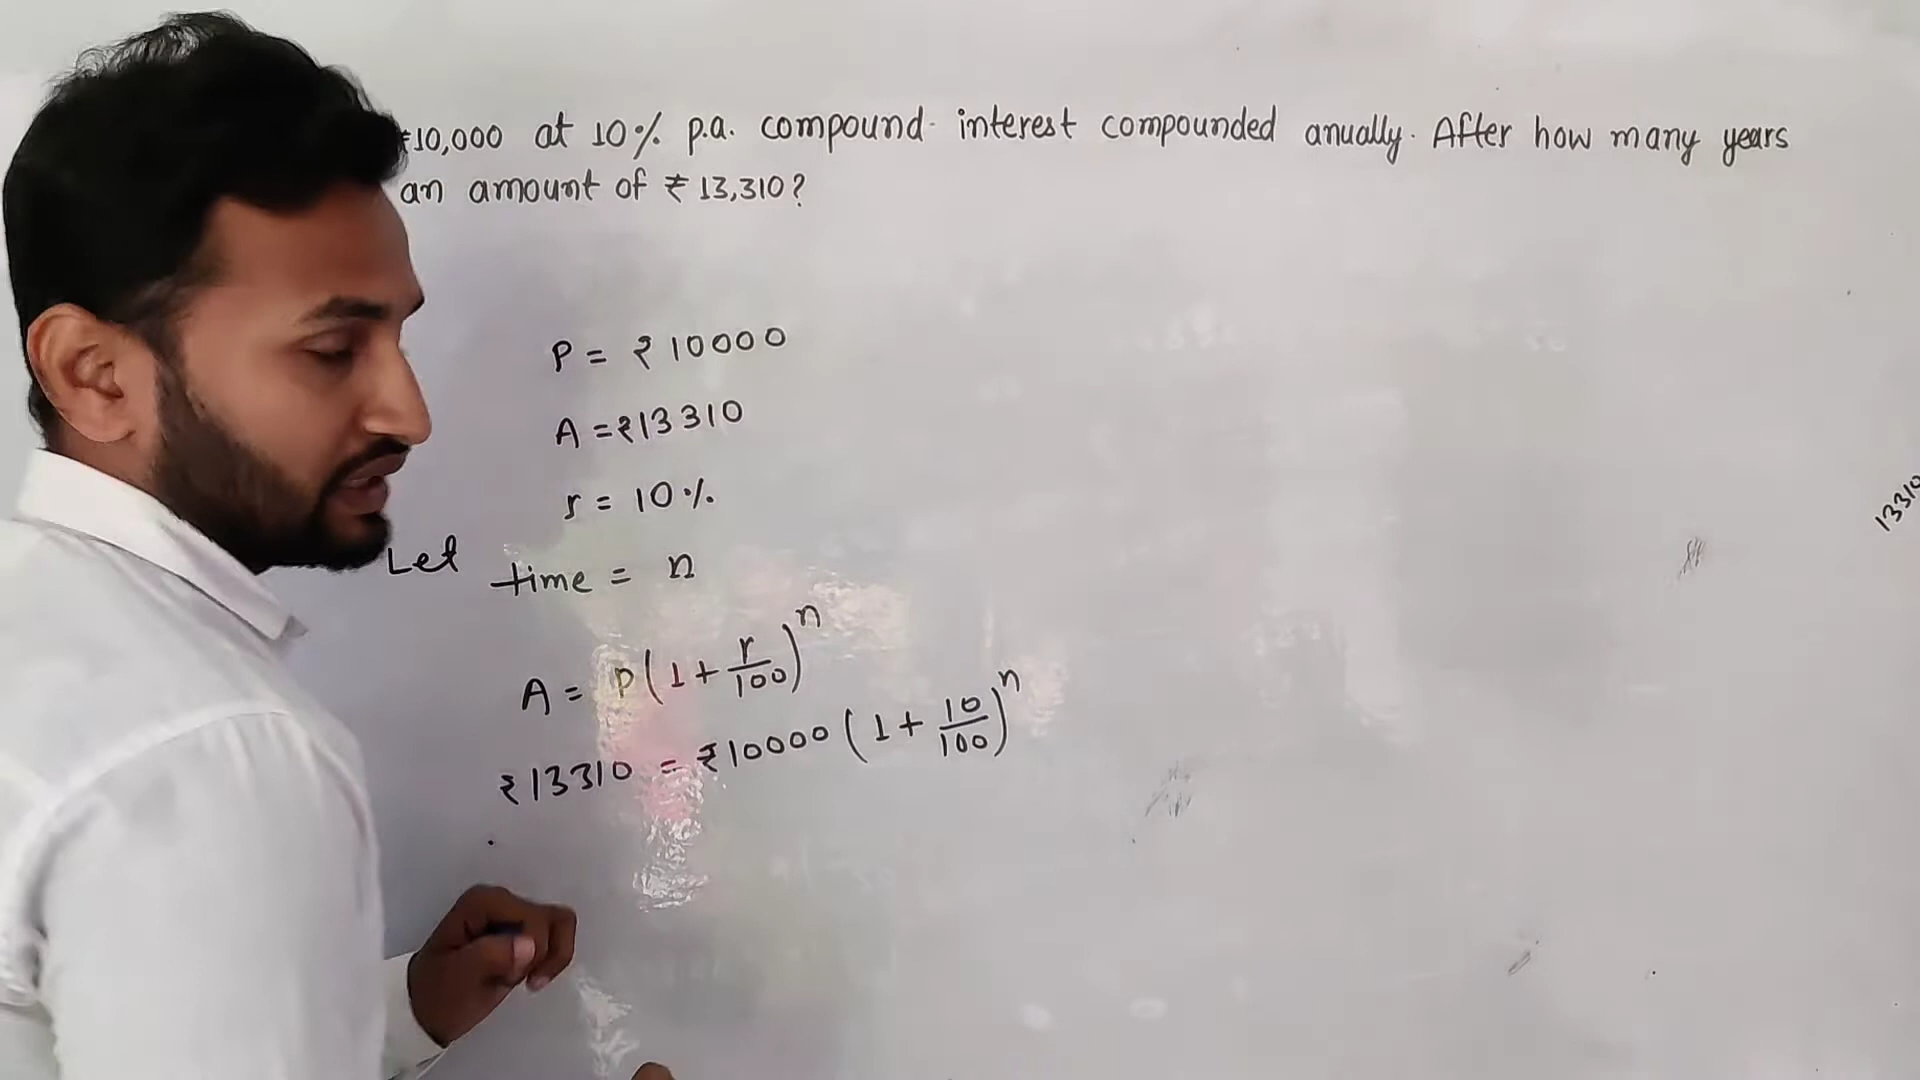 ₹10,000 at 10% p.a. compound interest compounded anually. After how many years
an amount of ₹ 13,310?
P = ₹ 10000
A = ₹13310
r = 10%
Let time = n
A = P(1 + r/100)^n
₹13310 = ₹10000 (1 + 10/100)^n
13310